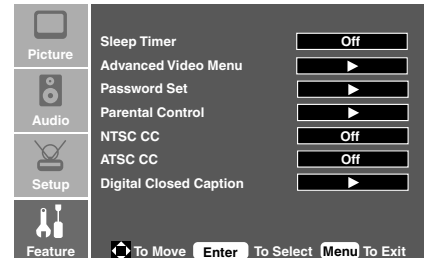 Picture
Audio
Setup
Feature
Sleep Timer Off
Advanced Video Menu
Password Set
Parental Control
NTSC CC Off
ATSC CC Off
Digital Closed Caption
To Move Enter To Select Menu To Exit